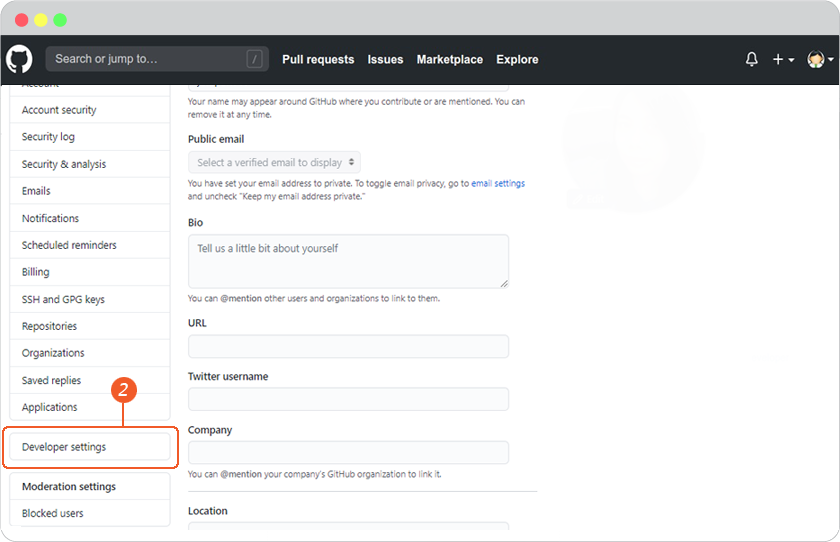 Search or jump to…
/
Pull requests
Issues
Marketplace
Explore
Account
Account security
Security log
Security & analysis
Emails
Notifications
Scheduled reminders
Billing
SSH and GPG keys
Repositories
Organizations
Saved replies
Applications
2
Developer settings
Moderation settings
Blocked users
Your name may appear around GitHub where you contribute or are mentioned. You can
remove it at any time.
Public email
Select a verified email to display
You have set your email address to private. To toggle email privacy, go to email settings
and uncheck "Keep my email address private."
Bio
Tell us a little bit about yourself
You can @mention other users and organizations to link to them.
URL
Twitter username
Company
You can @mention your company's GitHub organization to link it.
Location